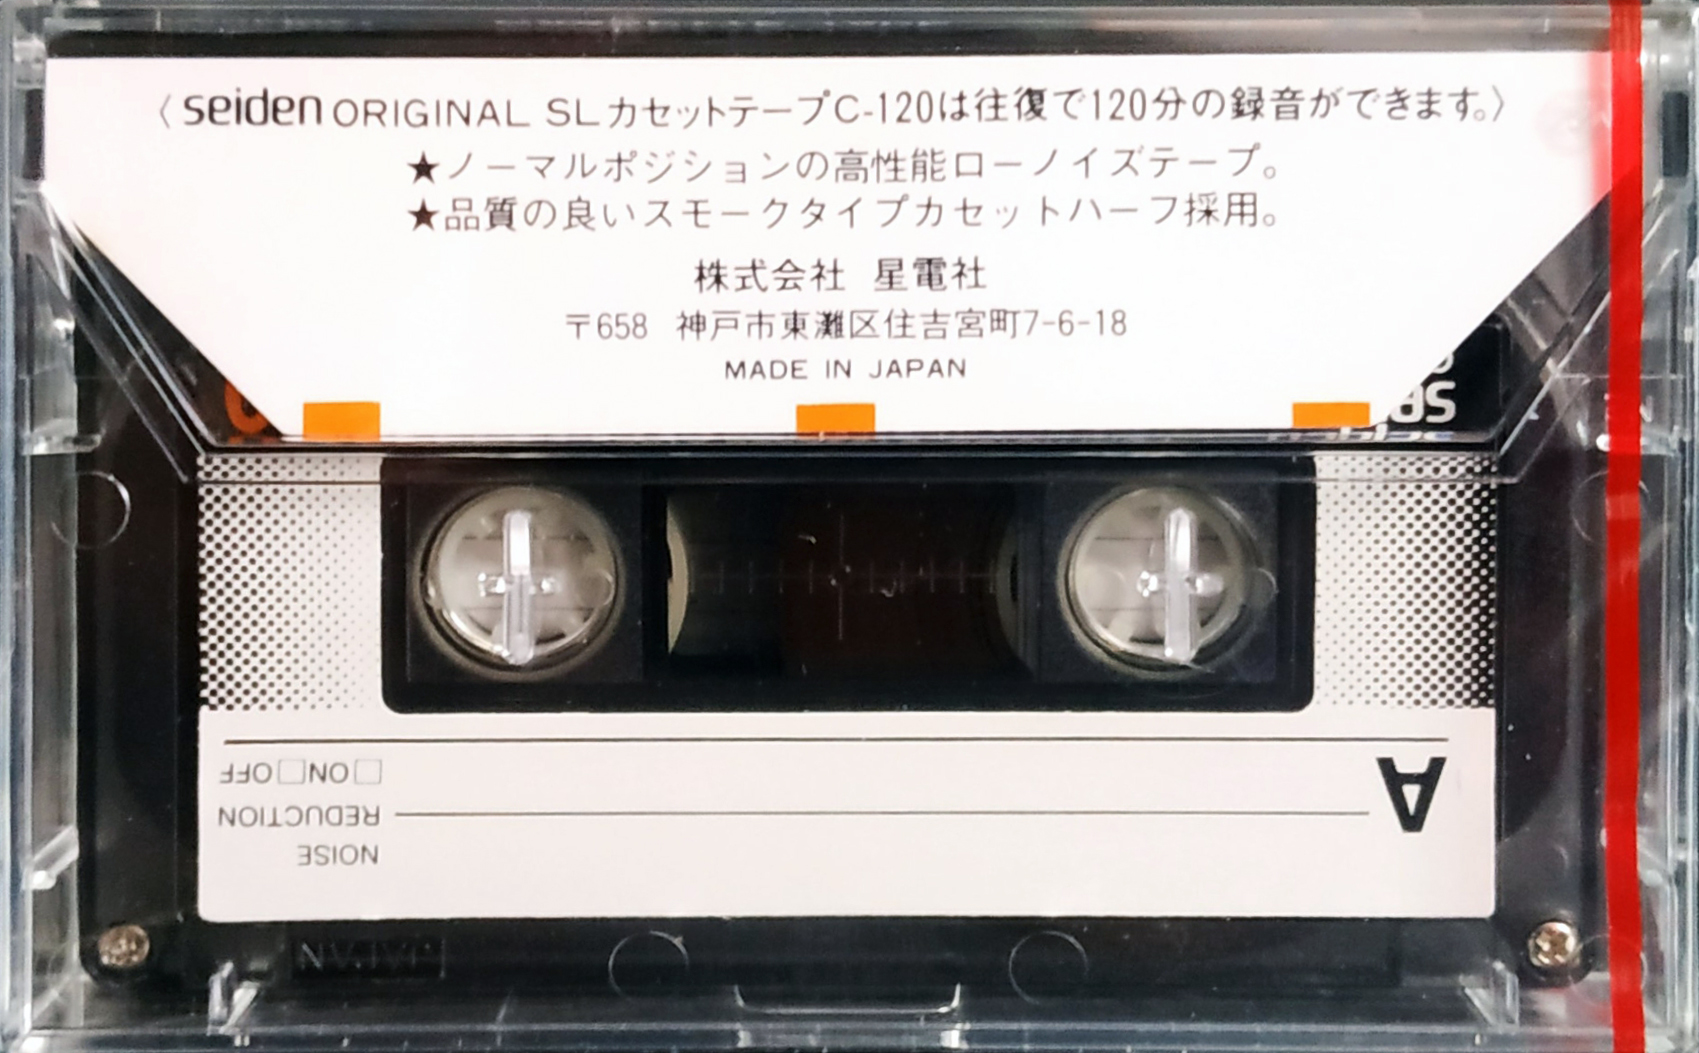 〈seiden ORIGINAL SLカセットテープC-120は往復で120分の録音ができます。〉
★ノーマルポジションの高性能ローノイズテープ。
★品質の良いスモークタイプカセットハーフ採用。
株式会社 星電社
〒658 神戸市東灘区住吉宮町7-6-18
MADE IN JAPAN
A
NOISE
REDUCTION
□ON□OFF
JAPAN